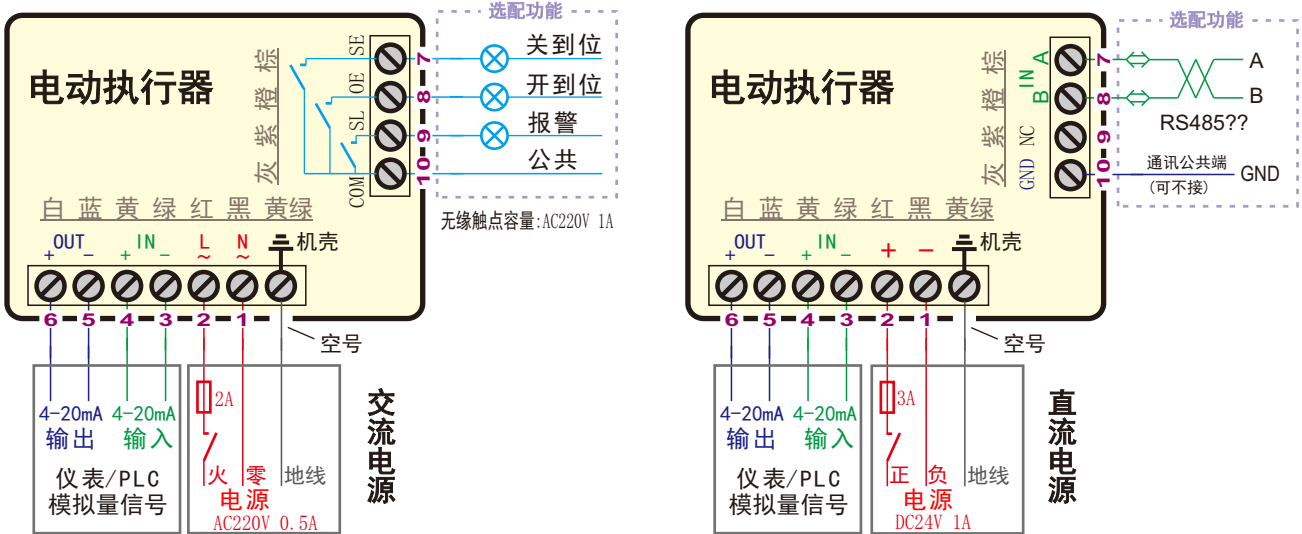 选配功能
电动执行器
棕
橙
紫
灰
SE
OE
SL
COM
7
8
9
10
关到位
开到位
报警
公共
无缘触点容量:AC220V 1A
白 蓝 黄 绿 红 黑 黄绿
OUT IN L N 机壳
+ − + − ~ ~
6 5 4 3 2 1
空号
2A
4-20mA 4-20mA
输出 输入
仪表/PLC
模拟量信号
火 零 地线
电源
AC220V 0.5A
交流电源
选配功能
电动执行器
棕
橙
紫
灰
IN
A
B
NC
GND
7
8
9
10
A
B
RS485??
通讯公共端
(可不接)
GND
白 蓝 黄 绿 红 黑 黄绿
OUT IN + − 机壳
+ − + −
6 5 4 3 2 1
空号
3A
4-20mA 4-20mA
输出 输入
仪表/PLC
模拟量信号
正 负 地线
电源
DC24V 1A
直流电源